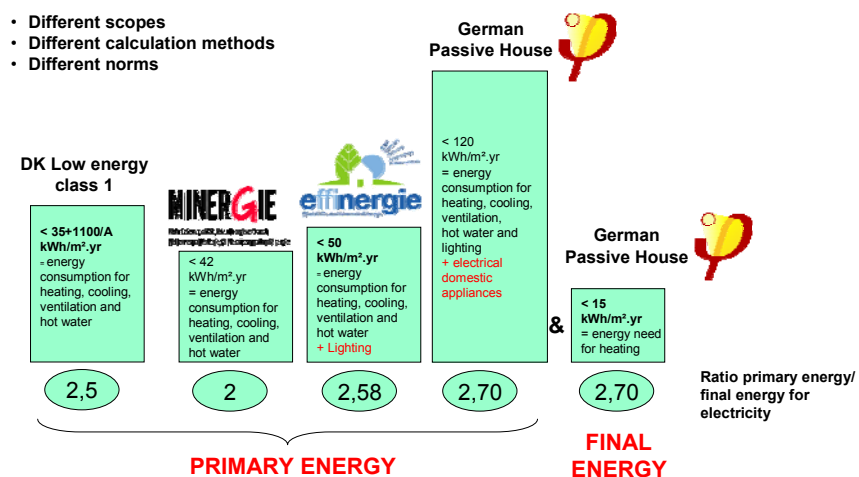 • Different scopes
• Different calculation methods
• Different norms
German
Passive House
DK Low energy
class 1
MINERGIE
effinergie
< 35+1100/A
kWh/m².yr
= energy
consumption for
heating, cooling,
ventilation and
hot water
< 42
kWh/m².yr
= energy
consumption for
heating, cooling,
ventilation and
hot water
< 50
kWh/m².yr
= energy
consumption for
heating, cooling,
ventilation and
hot water
+ Lighting
< 120
kWh/m².yr
= energy
consumption for
heating, cooling,
ventilation,
hot water and
lighting
+ electrical
domestic
appliances
&
German
Passive House
< 15
kWh/m².yr
= energy need
for heating
2,5
2
2,58
2,70
2,70
Ratio primary energy/
final energy for
electricity
PRIMARY ENERGY
FINAL
ENERGY